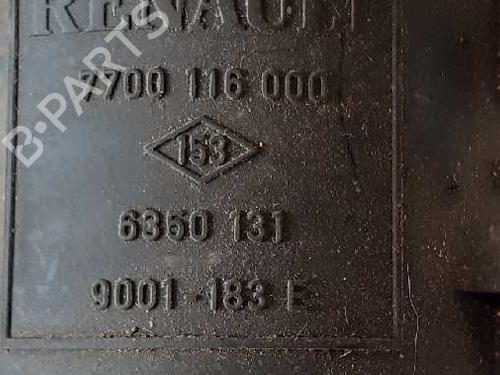 RENAULT
7700 116 000
153
6360 131
9001-183 E
B-PARTS